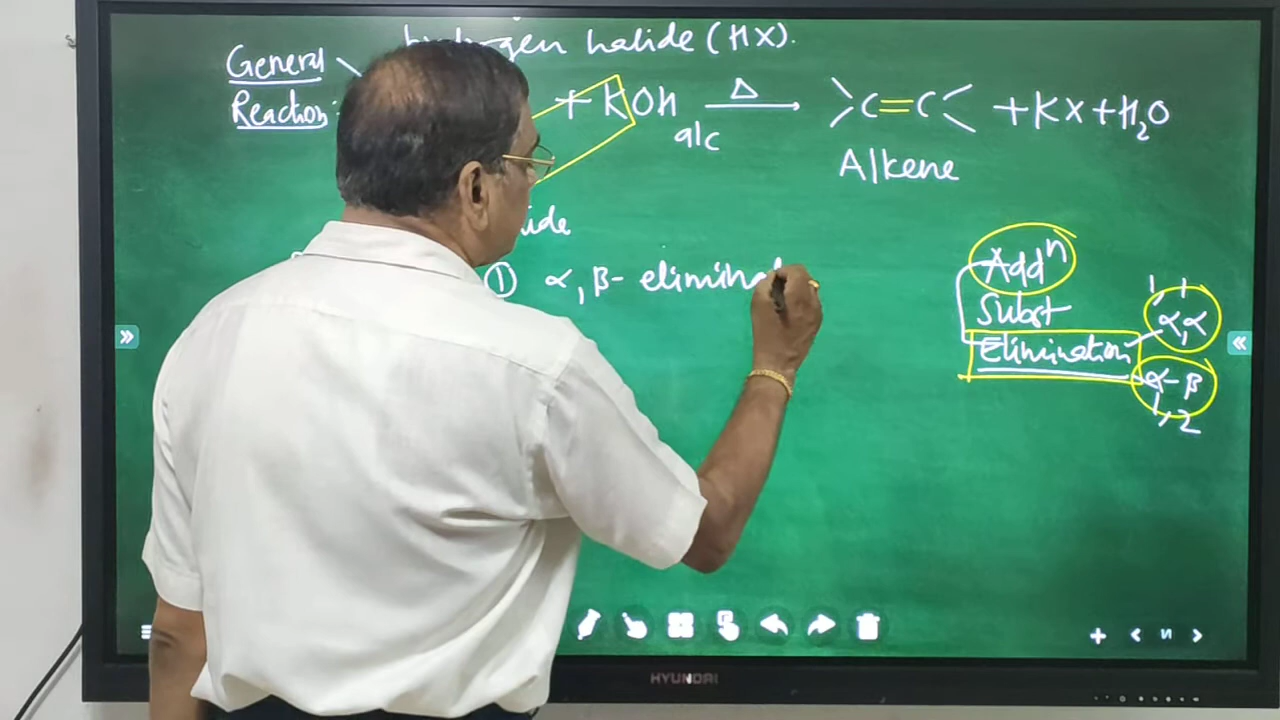 hydrogen halide (HX).
General
Reaction:
+ KOH Δ >C=C< + KX + H2O
alc
Alkene
ide
Addn
① α, β- eliminat
1 1
Subst
α,α
Elimination
α-β
1,2
HYUNDAI